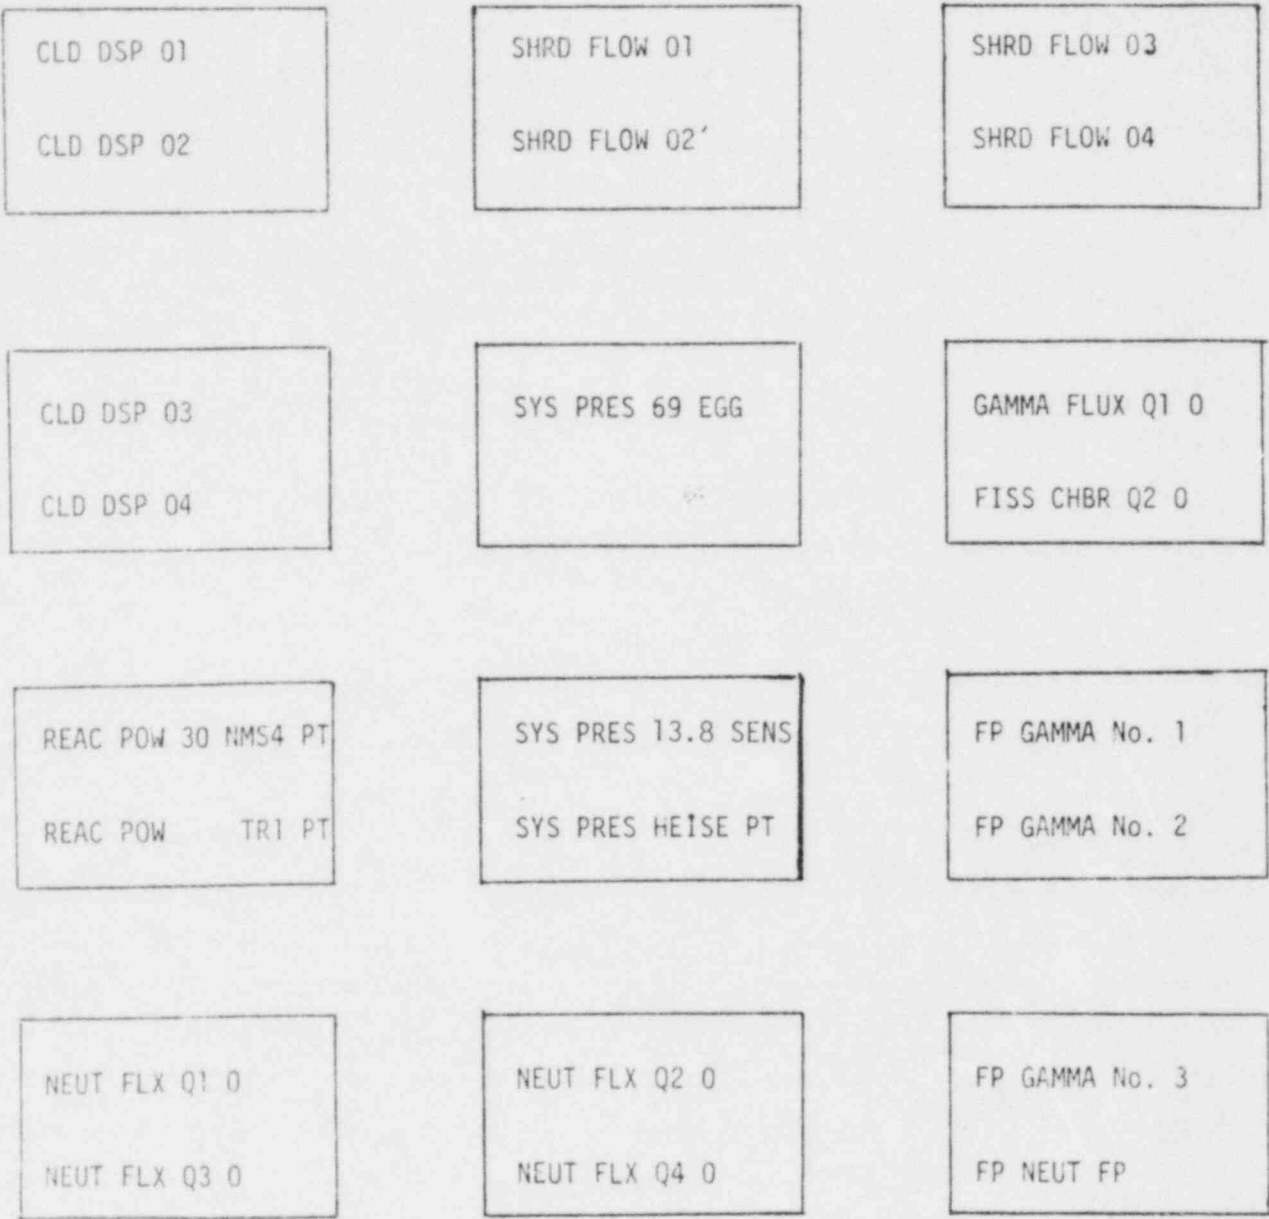 CLD DSP 01
CLD DSP 02
SHRD FLOW 01
SHRD FLOW 02´
SHRD FLOW 03
SHRD FLOW 04
CLD DSP 03
CLD DSP 04
SYS PRES 69 EGG
GAMMA FLUX Q1 0
FISS CHBR Q2 0
REAC POW 30 NMS4 PT
REAC POW TR1 PT
SYS PRES 13.8 SENS
SYS PRES HEISE PT
FP GAMMA No. 1
FP GAMMA No. 2
NEUT FLX Q1 0
NEUT FLX Q3 0
NEUT FLX Q2 0
NEUT FLX Q4 0
FP GAMMA No. 3
FP NEUT FP